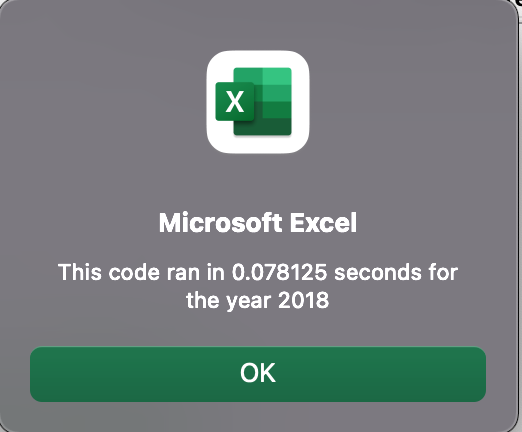 X
Microsoft Excel
This code ran in 0.078125 seconds for
the year 2018
OK